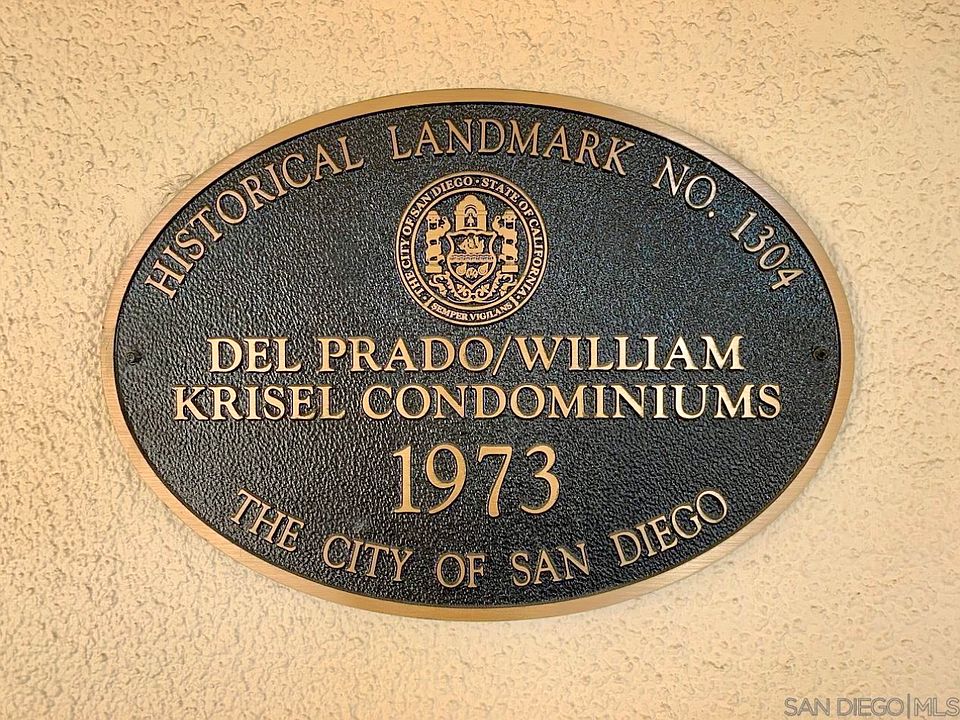 HISTORICAL LANDMARK NO. 1304
THE CITY OF SAN DIEGO · STATE OF CALIFORNIA
SEMPER VIGILANS
DEL PRADO/WILLIAM
KRISEL CONDOMINIUMS
1973
THE CITY OF SAN DIEGO
SAN DIEGO|MLS